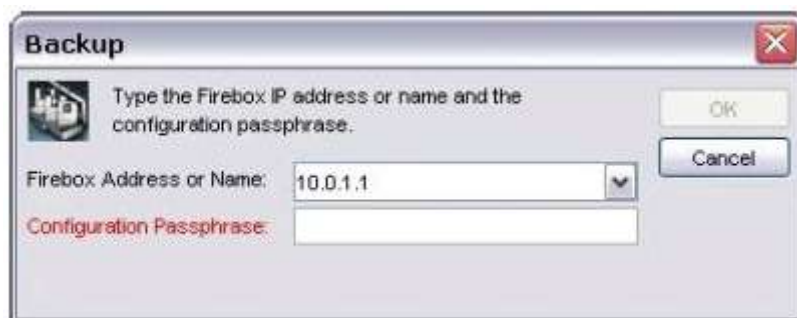 Backup
Type the Firebox IP address or name and the
configuration passphrase.
OK
Cancel
Firebox Address or Name: 10.0.1.1
Configuration Passphrase: